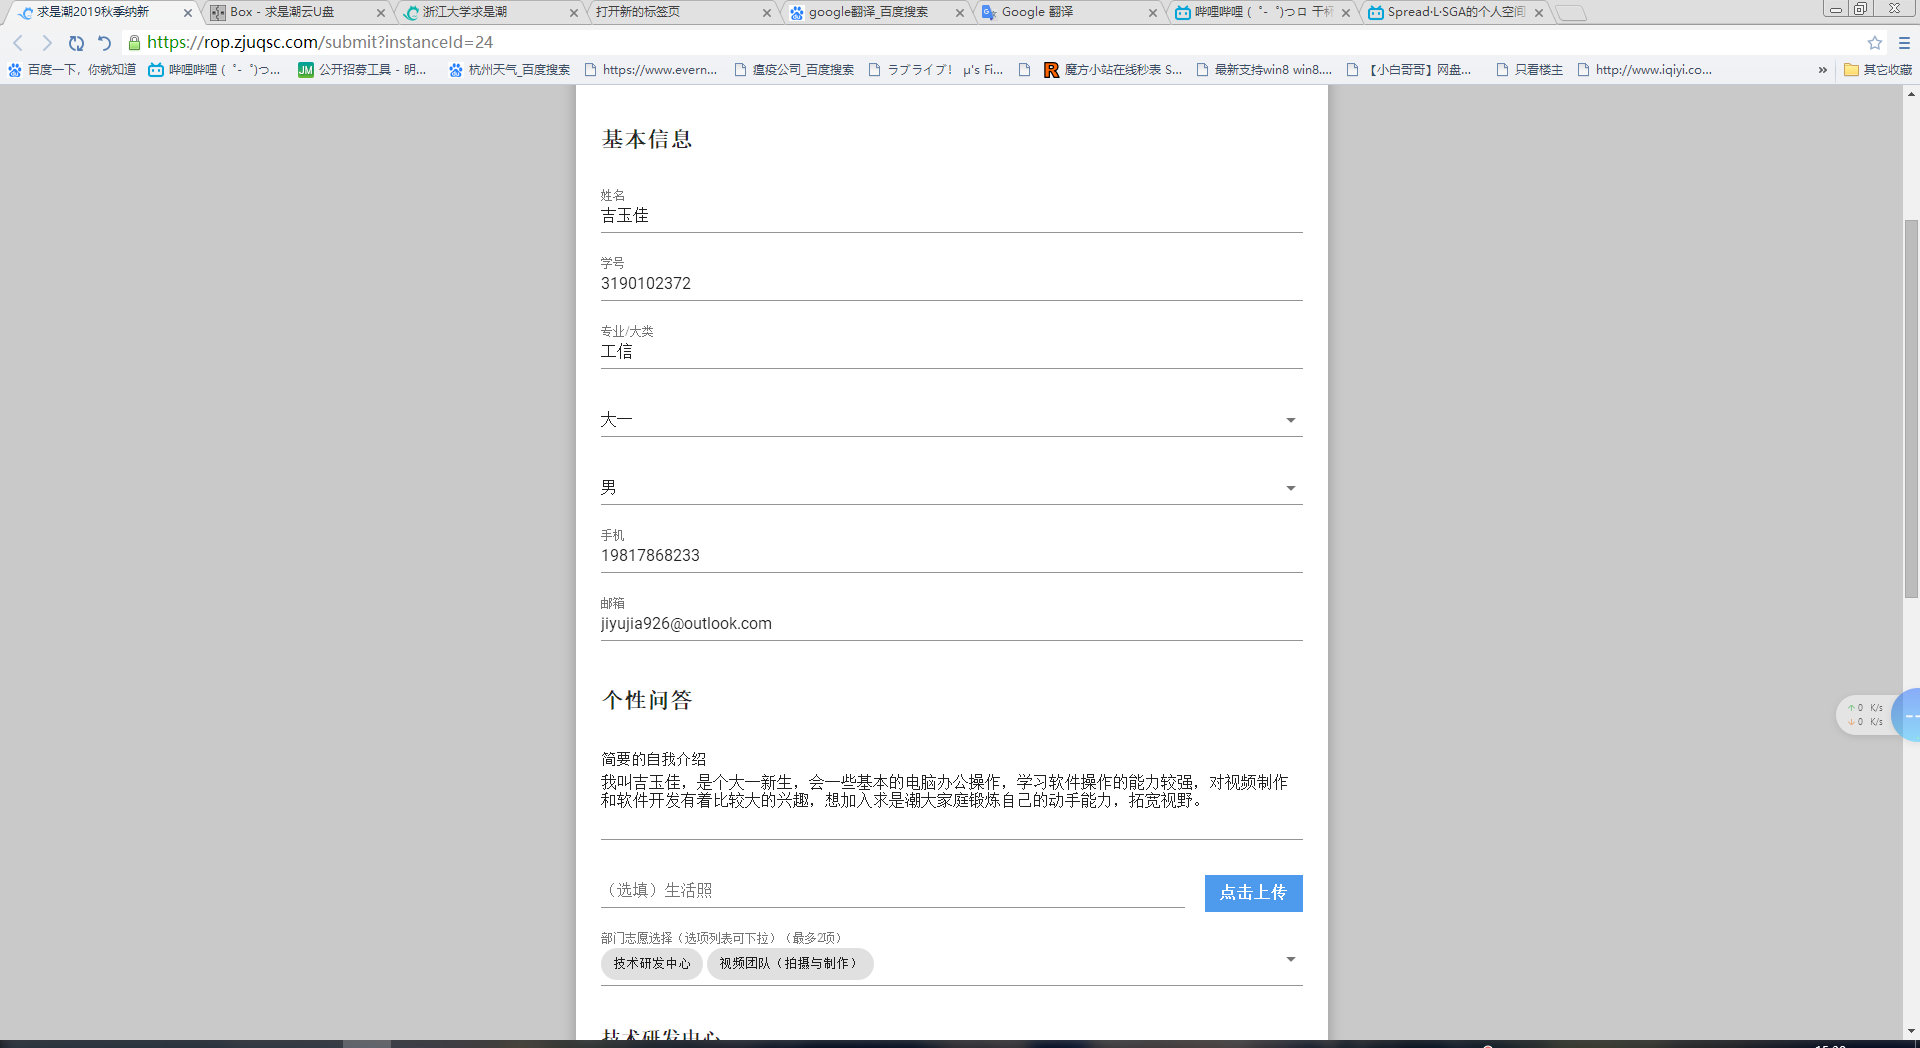 求是潮2019秋季纳新
Box - 求是潮云U盘
浙江大学求是潮
打开新的标签页
google翻译_百度搜索
Google 翻译
哔哩哔哩 ( ゜- ゜)つロ 干杯
Spread·L·SGA的个人空间
https://rop.zjuqsc.com/submit?instanceId=24
百度一下，你就知道
哔哩哔哩 ( ゜- ゜)つ...
JM 公开招募工具 - 明...
杭州天气_百度搜索
https://www.evern...
瘟疫公司_百度搜索
ラブライブ！ μ's Fi...
R 魔方小站在线秒表 S...
最新支持win8 win8....
【小白哥哥】网盘...
只看楼主
http://www.iqiyi.co...
»
其它收藏
基本信息
姓名
吉玉佳
学号
3190102372
专业/大类
工信
大一
男
手机
19817868233
邮箱
jiyujia926@outlook.com
个性问答
↑ 0 K/s
↓ 0 K/s
简要的自我介绍
我叫吉玉佳，是个大一新生，会一些基本的电脑办公操作，学习软件操作的能力较强，对视频制作
和软件开发有着比较大的兴趣，想加入求是潮大家庭锻炼自己的动手能力，拓宽视野。
（选填）生活照
点击上传
部门志愿选择（选项列表可下拉）（最多2项）
技术研发中心
视频团队（拍摄与制作）
技术研发中心